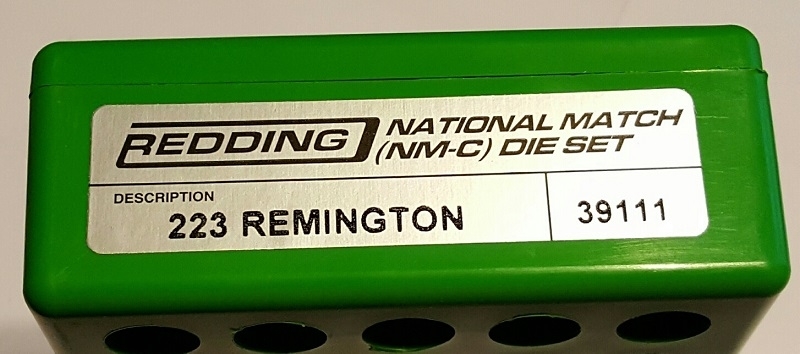 REDDING
NATIONAL MATCH
(NM-C) DIE SET
DESCRIPTION
223 REMINGTON
39111